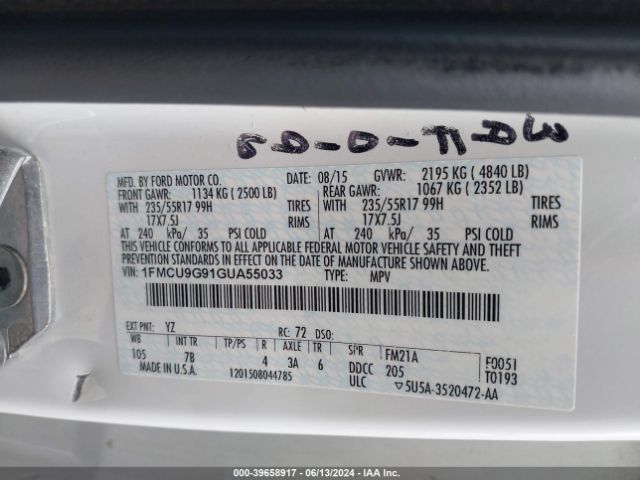 MFD. BY FORD MOTOR CO.
DATE: 08/15 GVWR: 2195 KG ( 4840 LB)
FRONT GAWR: 1134 KG ( 2500 LB) REAR GAWR: 1067 KG ( 2352 LB)
WITH 235/55R17 99H TIRES WITH 235/55R17 99H TIRES
17X7.5J RIMS 17X7.5J RIMS
AT 240 kPa/ 35 PSI COLD AT 240 kPa/ 35 PSI COLD
THIS VEHICLE CONFORMS TO ALL APPLICABLE FEDERAL MOTOR VEHICLE SAFETY AND THEFT
PREVENTION STANDARDS IN EFFECT ON THE DATE OF MANUFACTURE SHOWN ABOVE.
VIN: 1FMCU9G91GUA55033 TYPE: MPV
EXT PNT: YZ RC: 72 DSO:
WB INT TR TP/PS R AXLE TR SPR FM21A F0051
105 7B 4 3A 6 DDCC 205 T0193
MADE IN U.S.A. 1201508044785 ULC ▽5U5A-3520472-AA
000-39658917 / 06/13/2024 / IAAI.COM